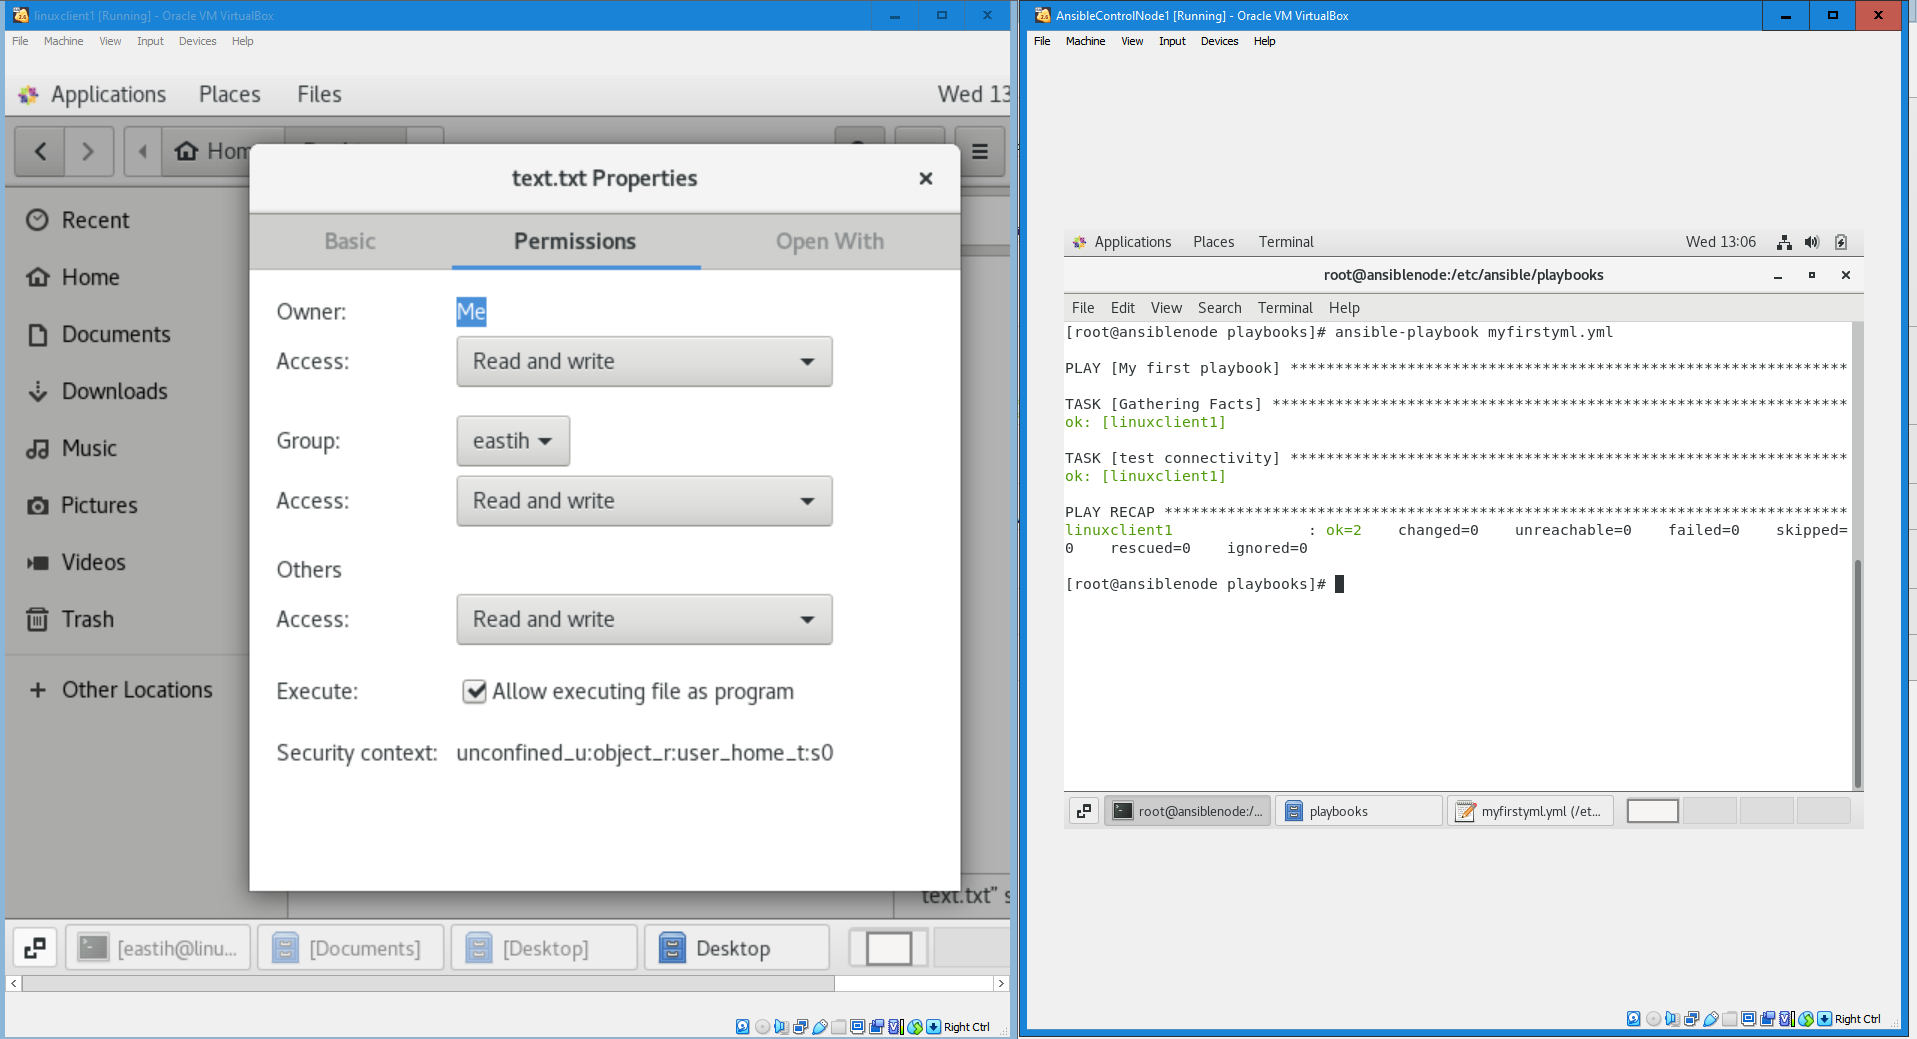 linuxclient1 [Running] - Oracle VM VirtualBox
File Machine View Input Devices Help
Applications Places Files Wed 13
text.txt Properties
Basic Permissions Open With
Recent
Home
Documents
Downloads
Music
Pictures
Videos
Trash
+ Other Locations
Owner: Me
Access: Read and write
Group: eastih
Access: Read and write
Others
Access: Read and write
Execute: Allow executing file as program
Security context: unconfined_u:object_r:user_home_t:s0
text.txt" s
[eastih@linu... [Documents] [Desktop] Desktop
Right Ctrl
AnsibleControlNode1 [Running] - Oracle VM VirtualBox
File Machine View Input Devices Help
Applications Places Terminal Wed 13:06
root@ansiblenode:/etc/ansible/playbooks
File Edit View Search Terminal Help
[root@ansiblenode playbooks]# ansible-playbook myfirstyml.yml
PLAY [My first playbook] **************************************************************
TASK [Gathering Facts] ****************************************************************
ok: [linuxclient1]
TASK [test connectivity] **************************************************************
ok: [linuxclient1]
PLAY RECAP ****************************************************************************
linuxclient1 : ok=2 changed=0 unreachable=0 failed=0 skipped=
0 rescued=0 ignored=0
[root@ansiblenode playbooks]#
root@ansiblenode:/... playbooks myfirstyml.yml (/et...
Right Ctrl